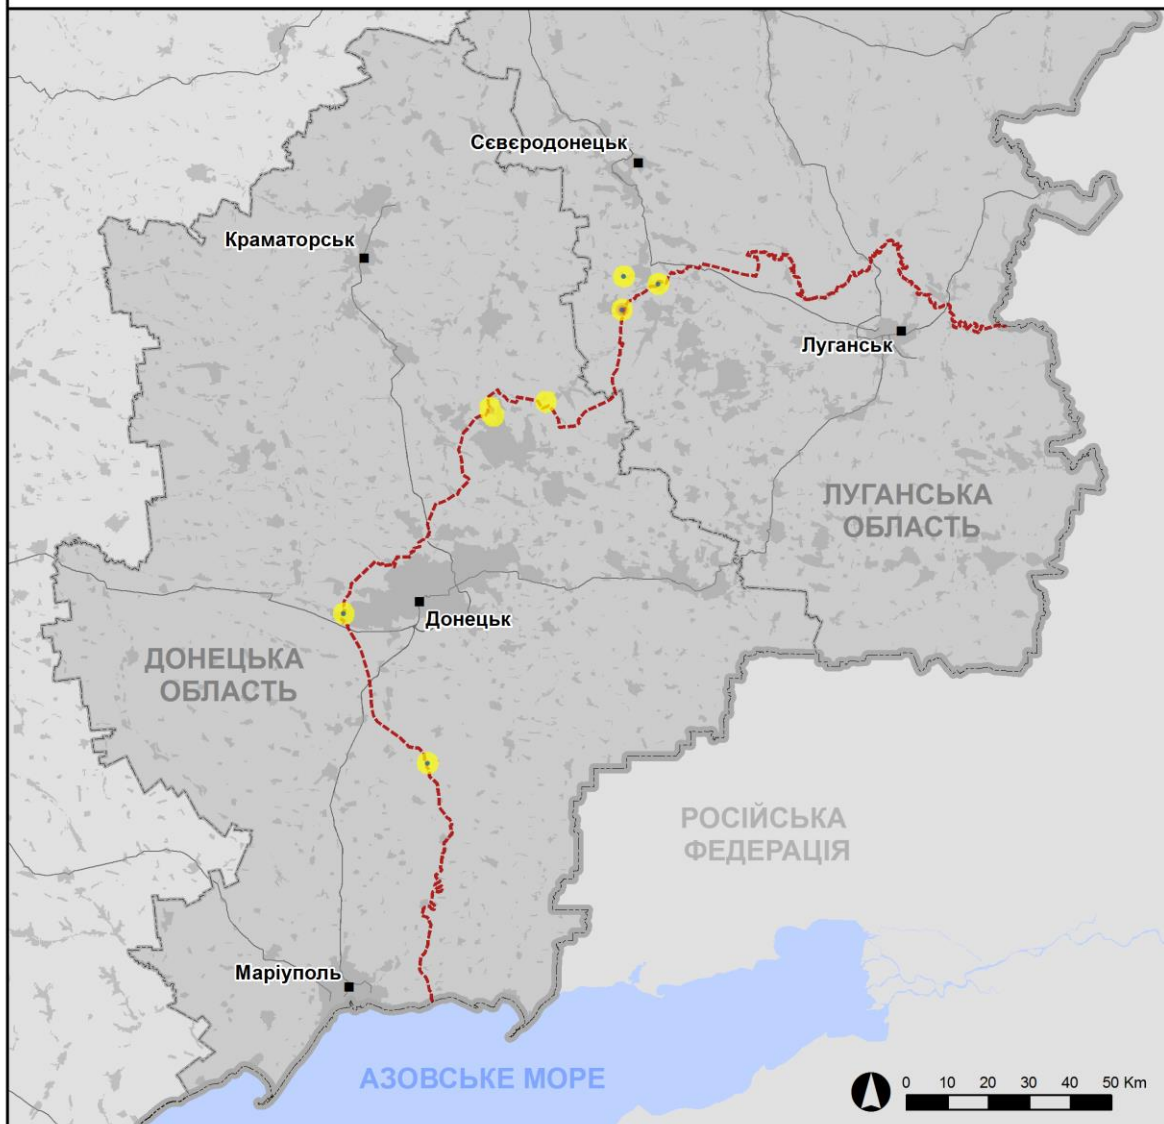 Сєвєродонецьк
Краматорськ
Луганськ
ЛУГАНСЬКА
ОБЛАСТЬ
Донецьк
ДОНЕЦЬКА
ОБЛАСТЬ
РОСІЙСЬКА
ФЕДЕРАЦІЯ
Маріуполь
АЗОВСЬКЕ МОРЕ
0 10 20 30 40 50 Km